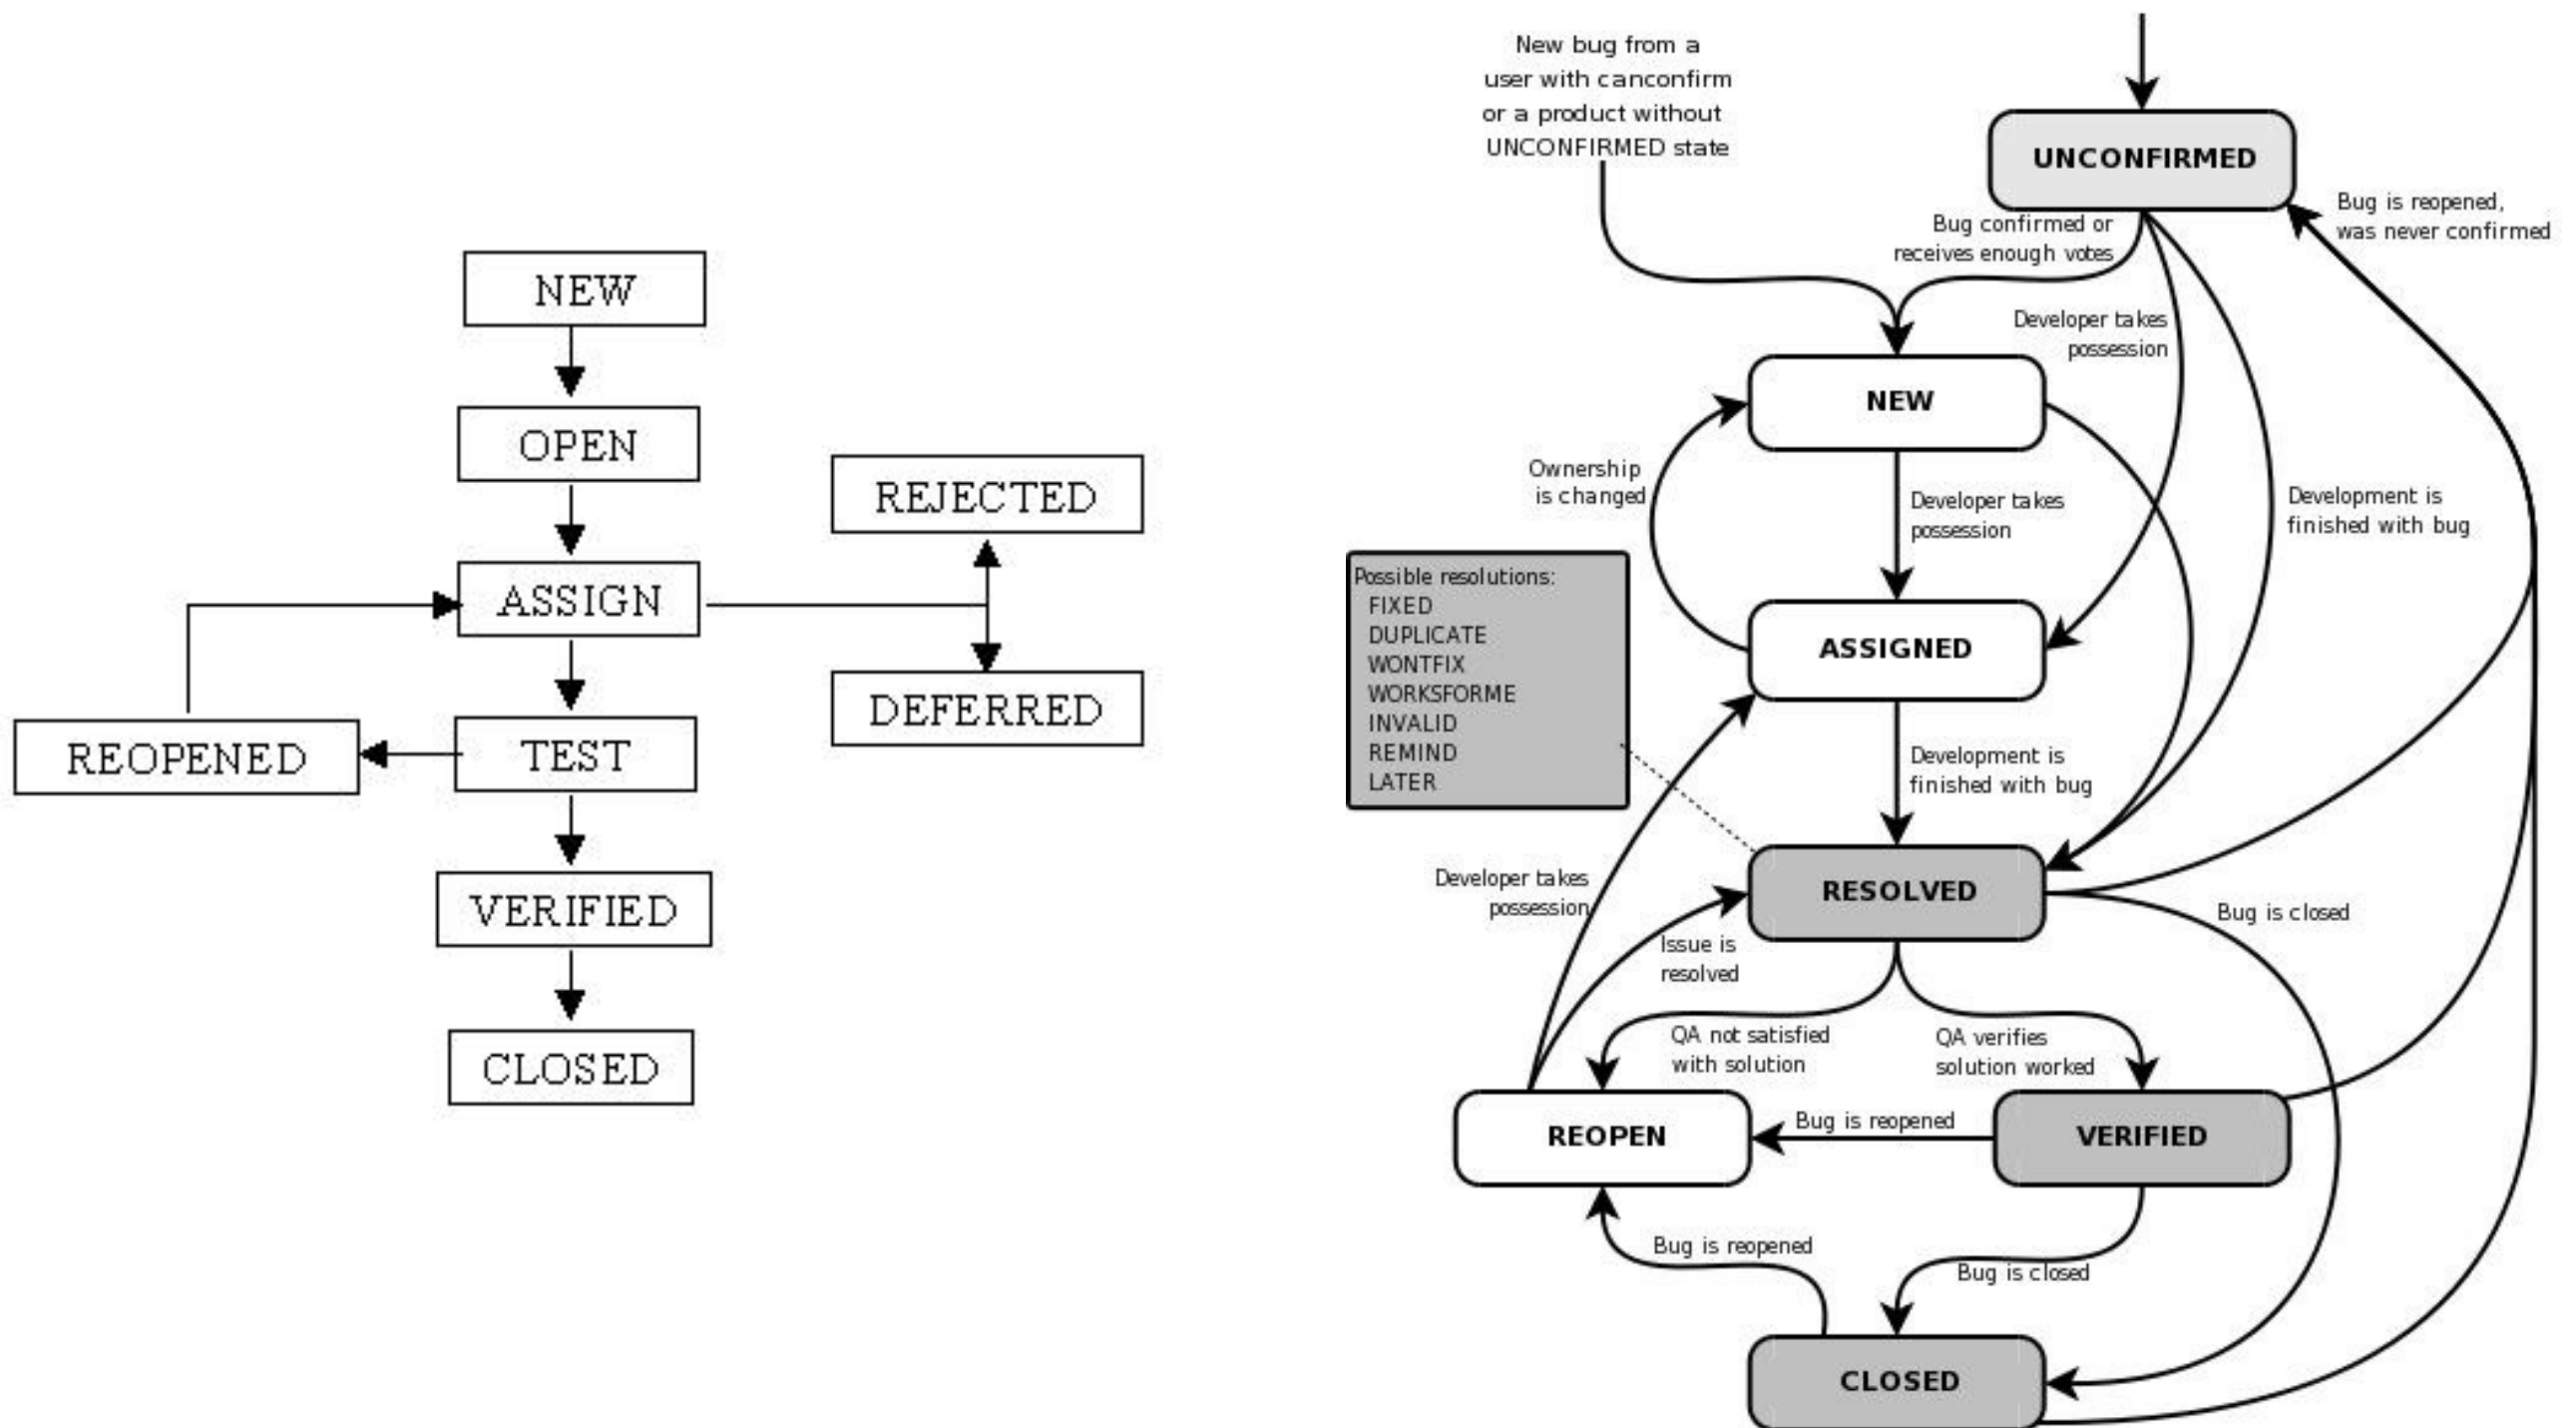 NEW
OPEN
REJECTED
ASSIGN
DEFERRED
REOPENED
TEST
VERIFIED
CLOSED
New bug from a
user with canconfirm
or a product without
UNCONFIRMED state
UNCONFIRMED
Bug is reopened,
was never confirmed
Bug confirmed or
receives enough votes
Developer takes
possession
NEW
Ownership
is changed
Developer takes
possession
Development is
finished with bug
Possible resolutions:
FIXED
DUPLICATE
WONTFIX
WORKSFORME
INVALID
REMIND
LATER
ASSIGNED
Development is
finished with bug
Developer takes
possession
RESOLVED
Bug is closed
Issue is
resolved
QA not satisfied
with solution
QA verifies
solution worked
REOPEN
Bug is reopened
VERIFIED
Bug is reopened
Bug is closed
CLOSED